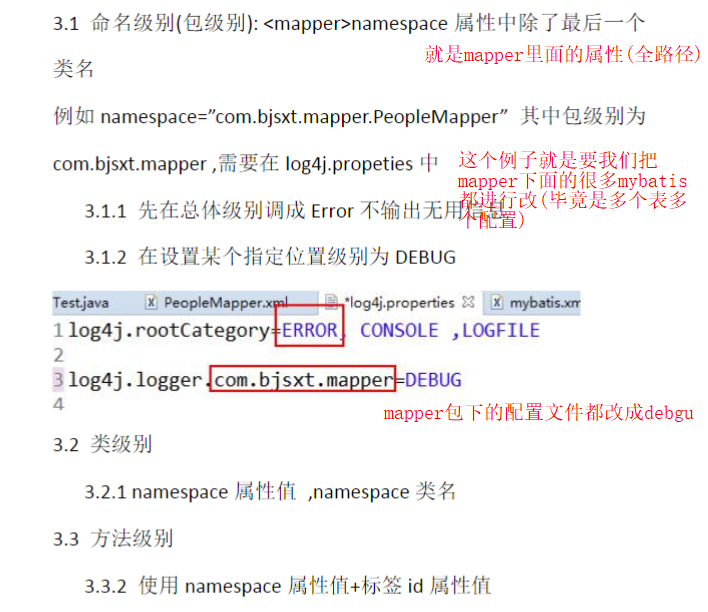 3.1 命名级别(包级别): <mapper>namespace 属性中除了最后一个
就是mapper里面的属性(全路径)
类名
例如 namespace=”com.bjsxt.mapper.PeopleMapper” 其中包级别为
com.bjsxt.mapper ,需要在 log4j.propeties 中
这个例子就是要我们把
mapper下面的很多mybatis
都进行改(毕竟是多个表多
个配置)
3.1.1 先在总体级别调成 Error 不输出无用信息
3.1.2 在设置某个指定位置级别为 DEBUG
Test.java PeopleMapper.xml *log4j.properties mybatis.xm
1 log4j.rootCategory=ERROR, CONSOLE ,LOGFILE
2
3 log4j.logger.com.bjsxt.mapper=DEBUG
4
mapper包下的配置文件都改成debgu
3.2 类级别
3.2.1 namespace 属性值 ,namespace 类名
3.3 方法级别
3.3.2 使用 namespace 属性值+标签 id 属性值